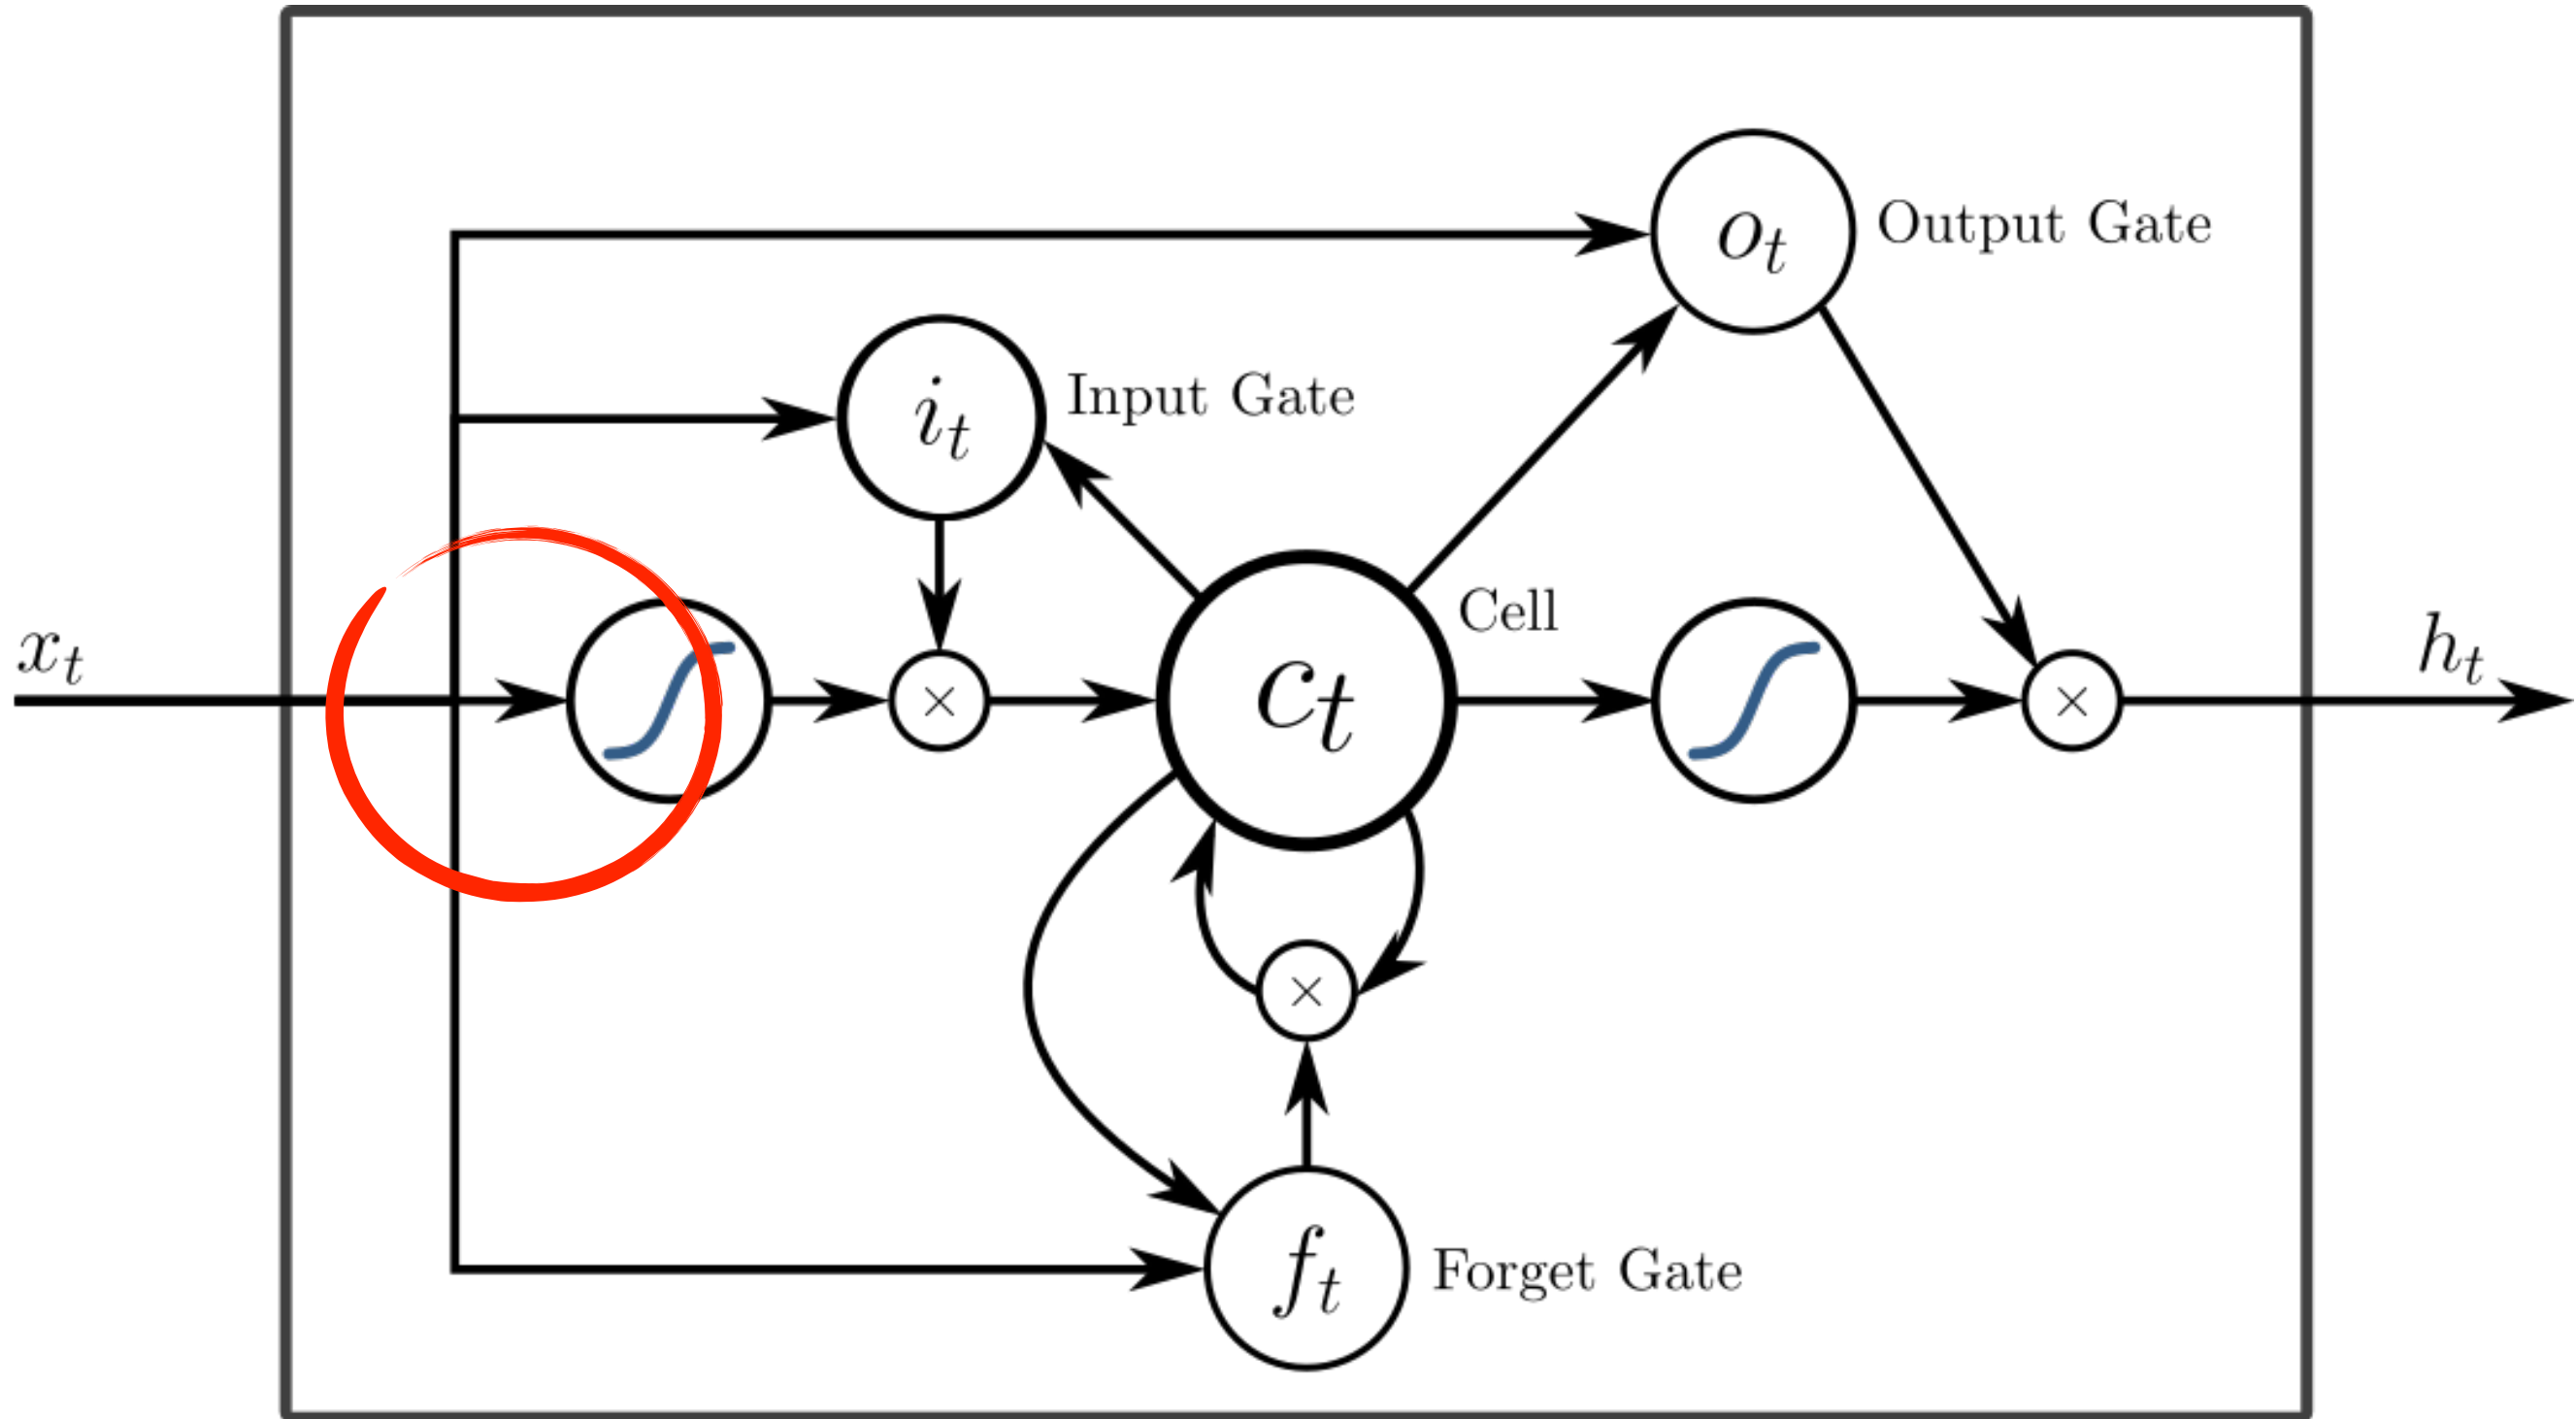 o_t Output Gate
i_t Input Gate
x_t
×
c_t
Cell
×
h_t
×
f_t Forget Gate